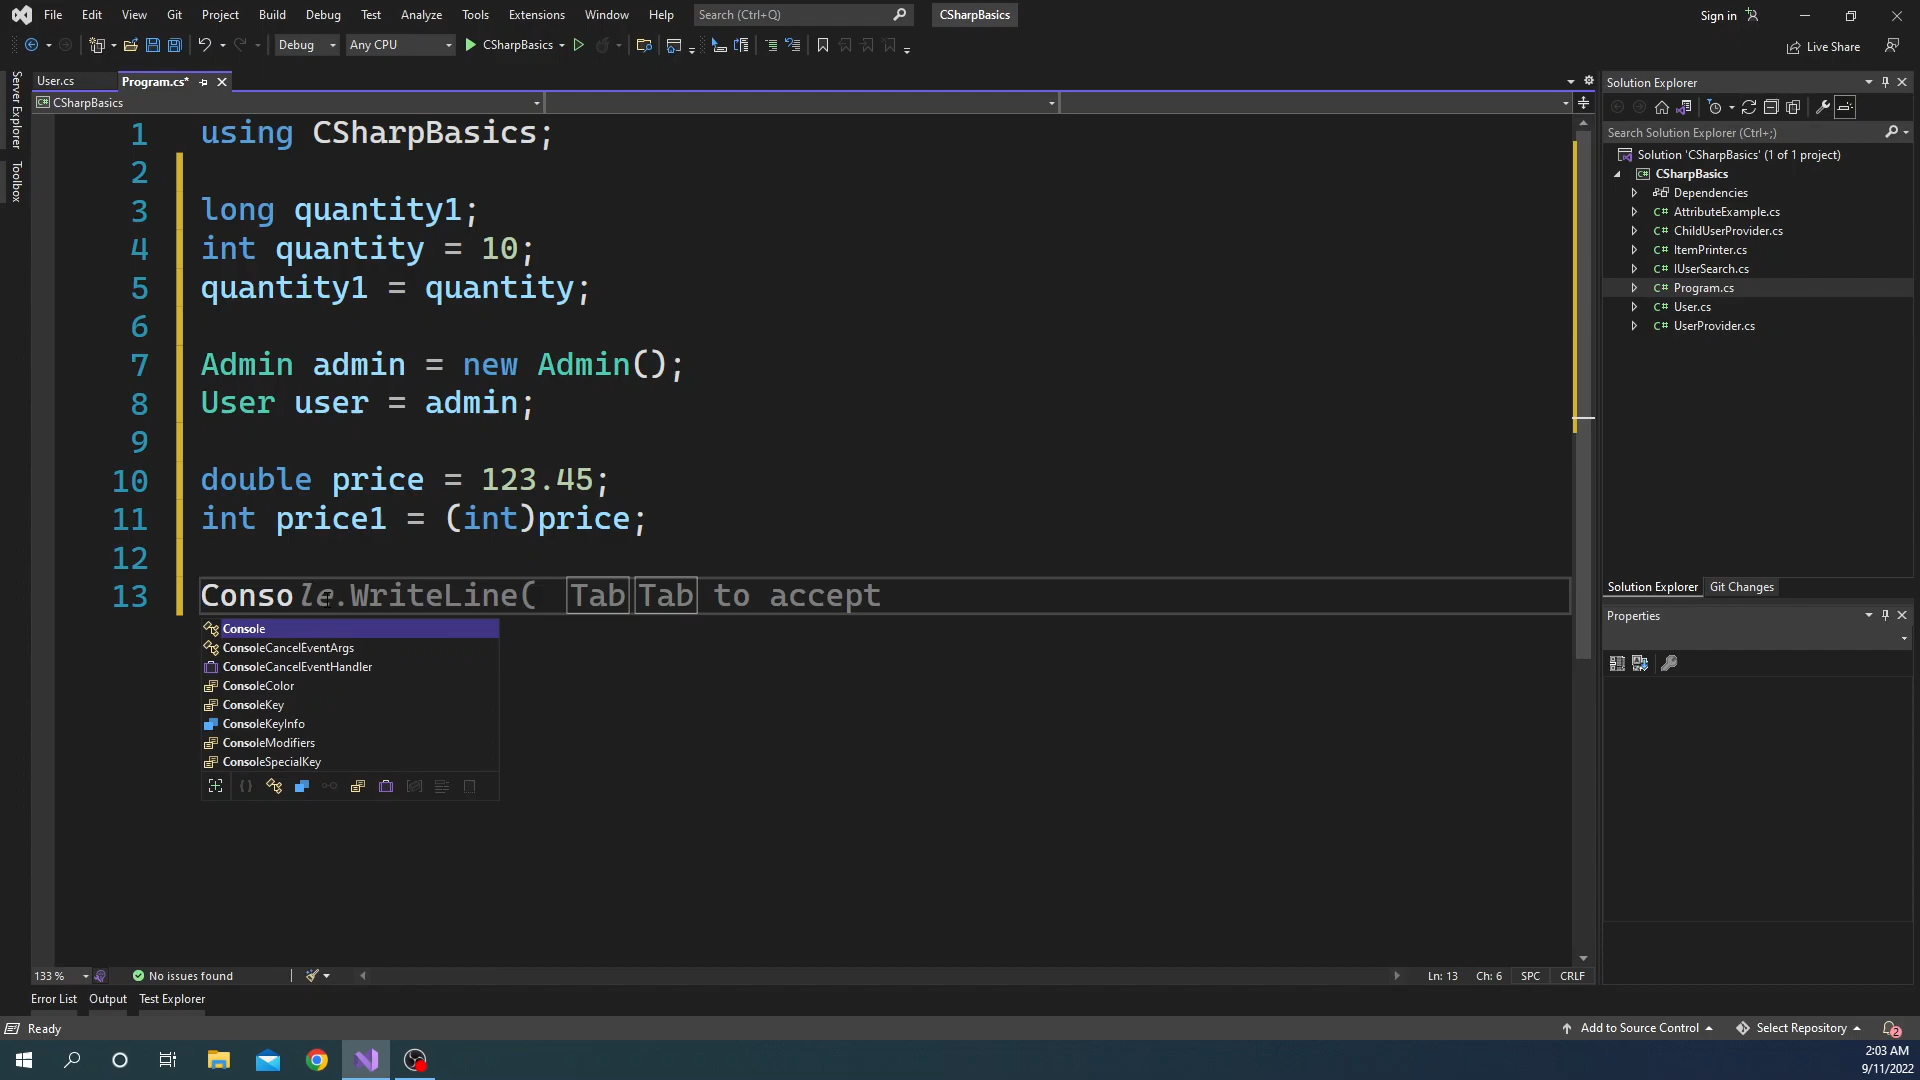 File Edit View Git Project Build Debug Test Analyze Tools Extensions Window Help Search (Ctrl+Q) CSharpBasics Sign in
Debug Any CPU CSharpBasics Live Share
Server Explorer
Toolbox
User.cs Program.cs*
CSharpBasics
1 using CSharpBasics;
2
3 long quantity1;
4 int quantity = 10;
5 quantity1 = quantity;
6
7 Admin admin = new Admin();
8 User user = admin;
9
10 double price = 123.45;
11 int price1 = (int)price;
12
13 Console.WriteLine( Tab Tab to accept
Console
ConsoleCancelEventArgs
ConsoleCancelEventHandler
ConsoleColor
ConsoleKey
ConsoleKeyInfo
ConsoleModifiers
ConsoleSpecialKey
133 % No issues found Ln: 13 Ch: 6 SPC CRLF
Error List Output Test Explorer
Solution Explorer
Search Solution Explorer (Ctrl+;)
Solution 'CSharpBasics' (1 of 1 project)
CSharpBasics
Dependencies
C# AttributeExample.cs
C# ChildUserProvider.cs
C# ItemPrinter.cs
C# IUserSearch.cs
C# Program.cs
C# User.cs
C# UserProvider.cs
Solution Explorer Git Changes
Properties
Ready Add to Source Control Select Repository 2
2:03 AM
9/11/2022